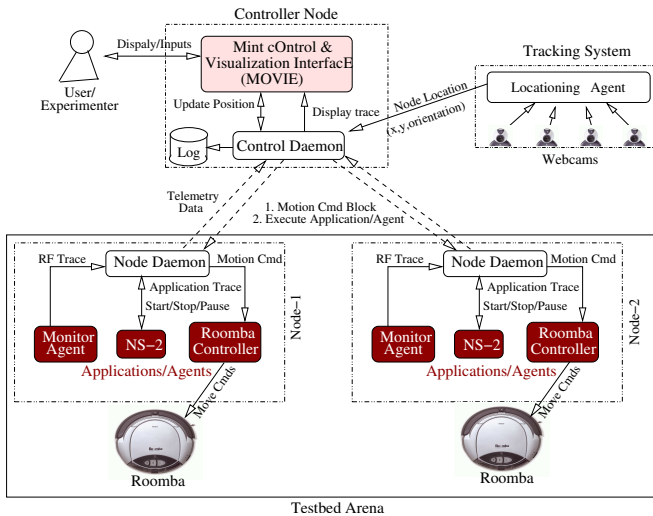 Controller Node
Dispaly/Inputs
Mint cOntrol &
Visualization InterfacE
(MOVIE)
User/
Experimenter
Update Position
Display trace
Log
Control Daemon
Tracking System
Locationing Agent
Webcams
Node Location
(x,y,orientation)
Telemetry
Data
1. Motion Cmd Block
2. Execute Application/Agent
RF Trace
Node Daemon
Motion Cmd
Application Trace
Start/Stop/Pause
Monitor
Agent
NS-2
Roomba
Controller
Applications/Agents
Move Cmds
Roomba
Node-1
RF Trace
Node Daemon
Motion Cmd
Application Trace
Start/Stop/Pause
Monitor
Agent
NS-2
Roomba
Controller
Applications/Agents
Move Cmds
Roomba
Node-2
Testbed Arena